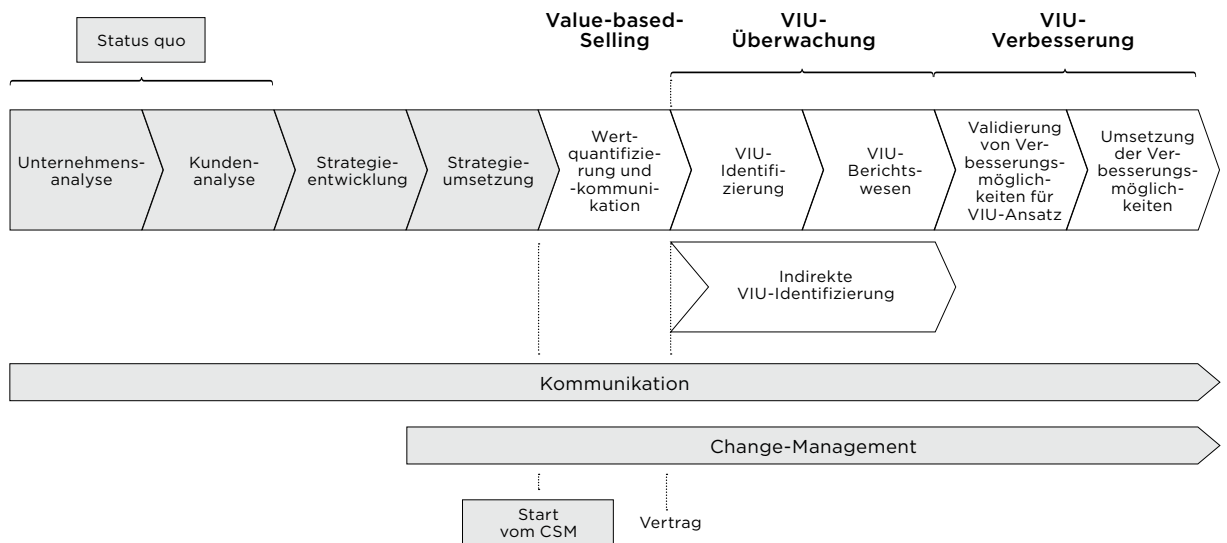 Status quo
Value-based-
Selling
VIU-
Überwachung
VIU-
Verbesserung
Unternehmens-
analyse
Kunden-
analyse
Strategie-
entwicklung
Strategie-
umsetzung
Wert-
quantifizie-
rung und
-kommuni-
kation
VIU-
Identifi-
zierung
VIU-
Berichts-
wesen
Validierung
von Ver-
besserungs-
möglich-
keiten für
VIU-Ansatz
Umsetzung
der Ver-
besserungs-
möglich-
keiten
Indirekte
VIU-Identifizierung
Kommunikation
Change-Management
Start
vom CSM
Vertrag